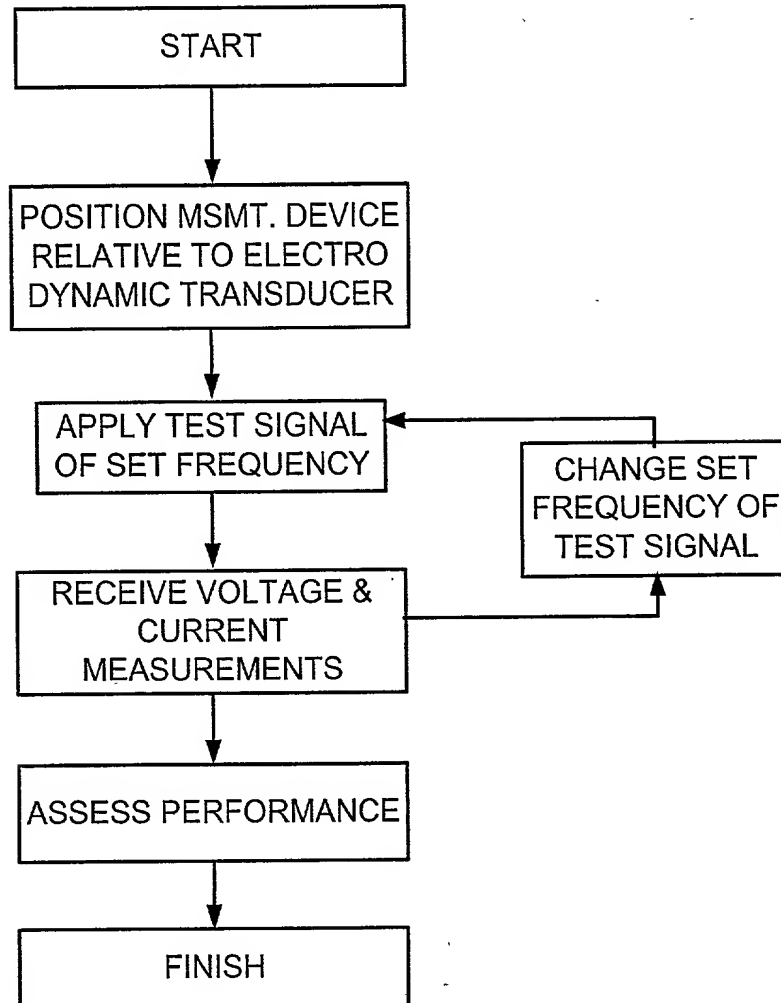 START
POSITION MSMT. DEVICE
RELATIVE TO ELECTRO
DYNAMIC TRANSDUCER
APPLY TEST SIGNAL
OF SET FREQUENCY
CHANGE SET
FREQUENCY OF
TEST SIGNAL
RECEIVE VOLTAGE &
CURRENT
MEASUREMENTS
ASSESS PERFORMANCE
FINISH